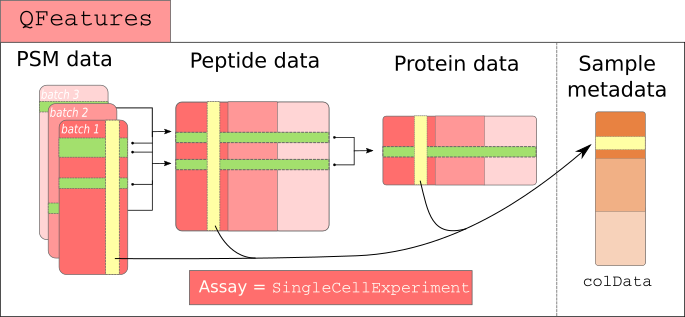 QFeatures
PSM data
Peptide data
Protein data
Sample
metadata
batch 3
batch 2
batch 1
Assay = SingleCellExperiment
colData